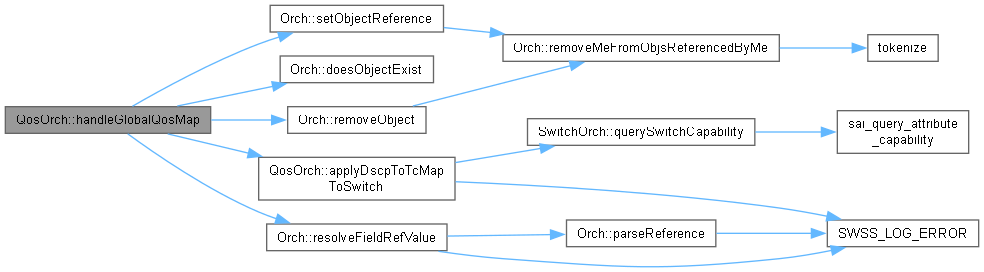 QosOrch::handleGlobalQosMap
Orch::setObjectReference
Orch::doesObjectExist
Orch::removeObject
QosOrch::applyDscpToTcMap
ToSwitch
Orch::resolveFieldRefValue
Orch::removeMeFromObjsReferencedByMe
SwitchOrch::querySwitchCapability
Orch::parseReference
tokenize
sai_query_attribute
_capability
SWSS_LOG_ERROR